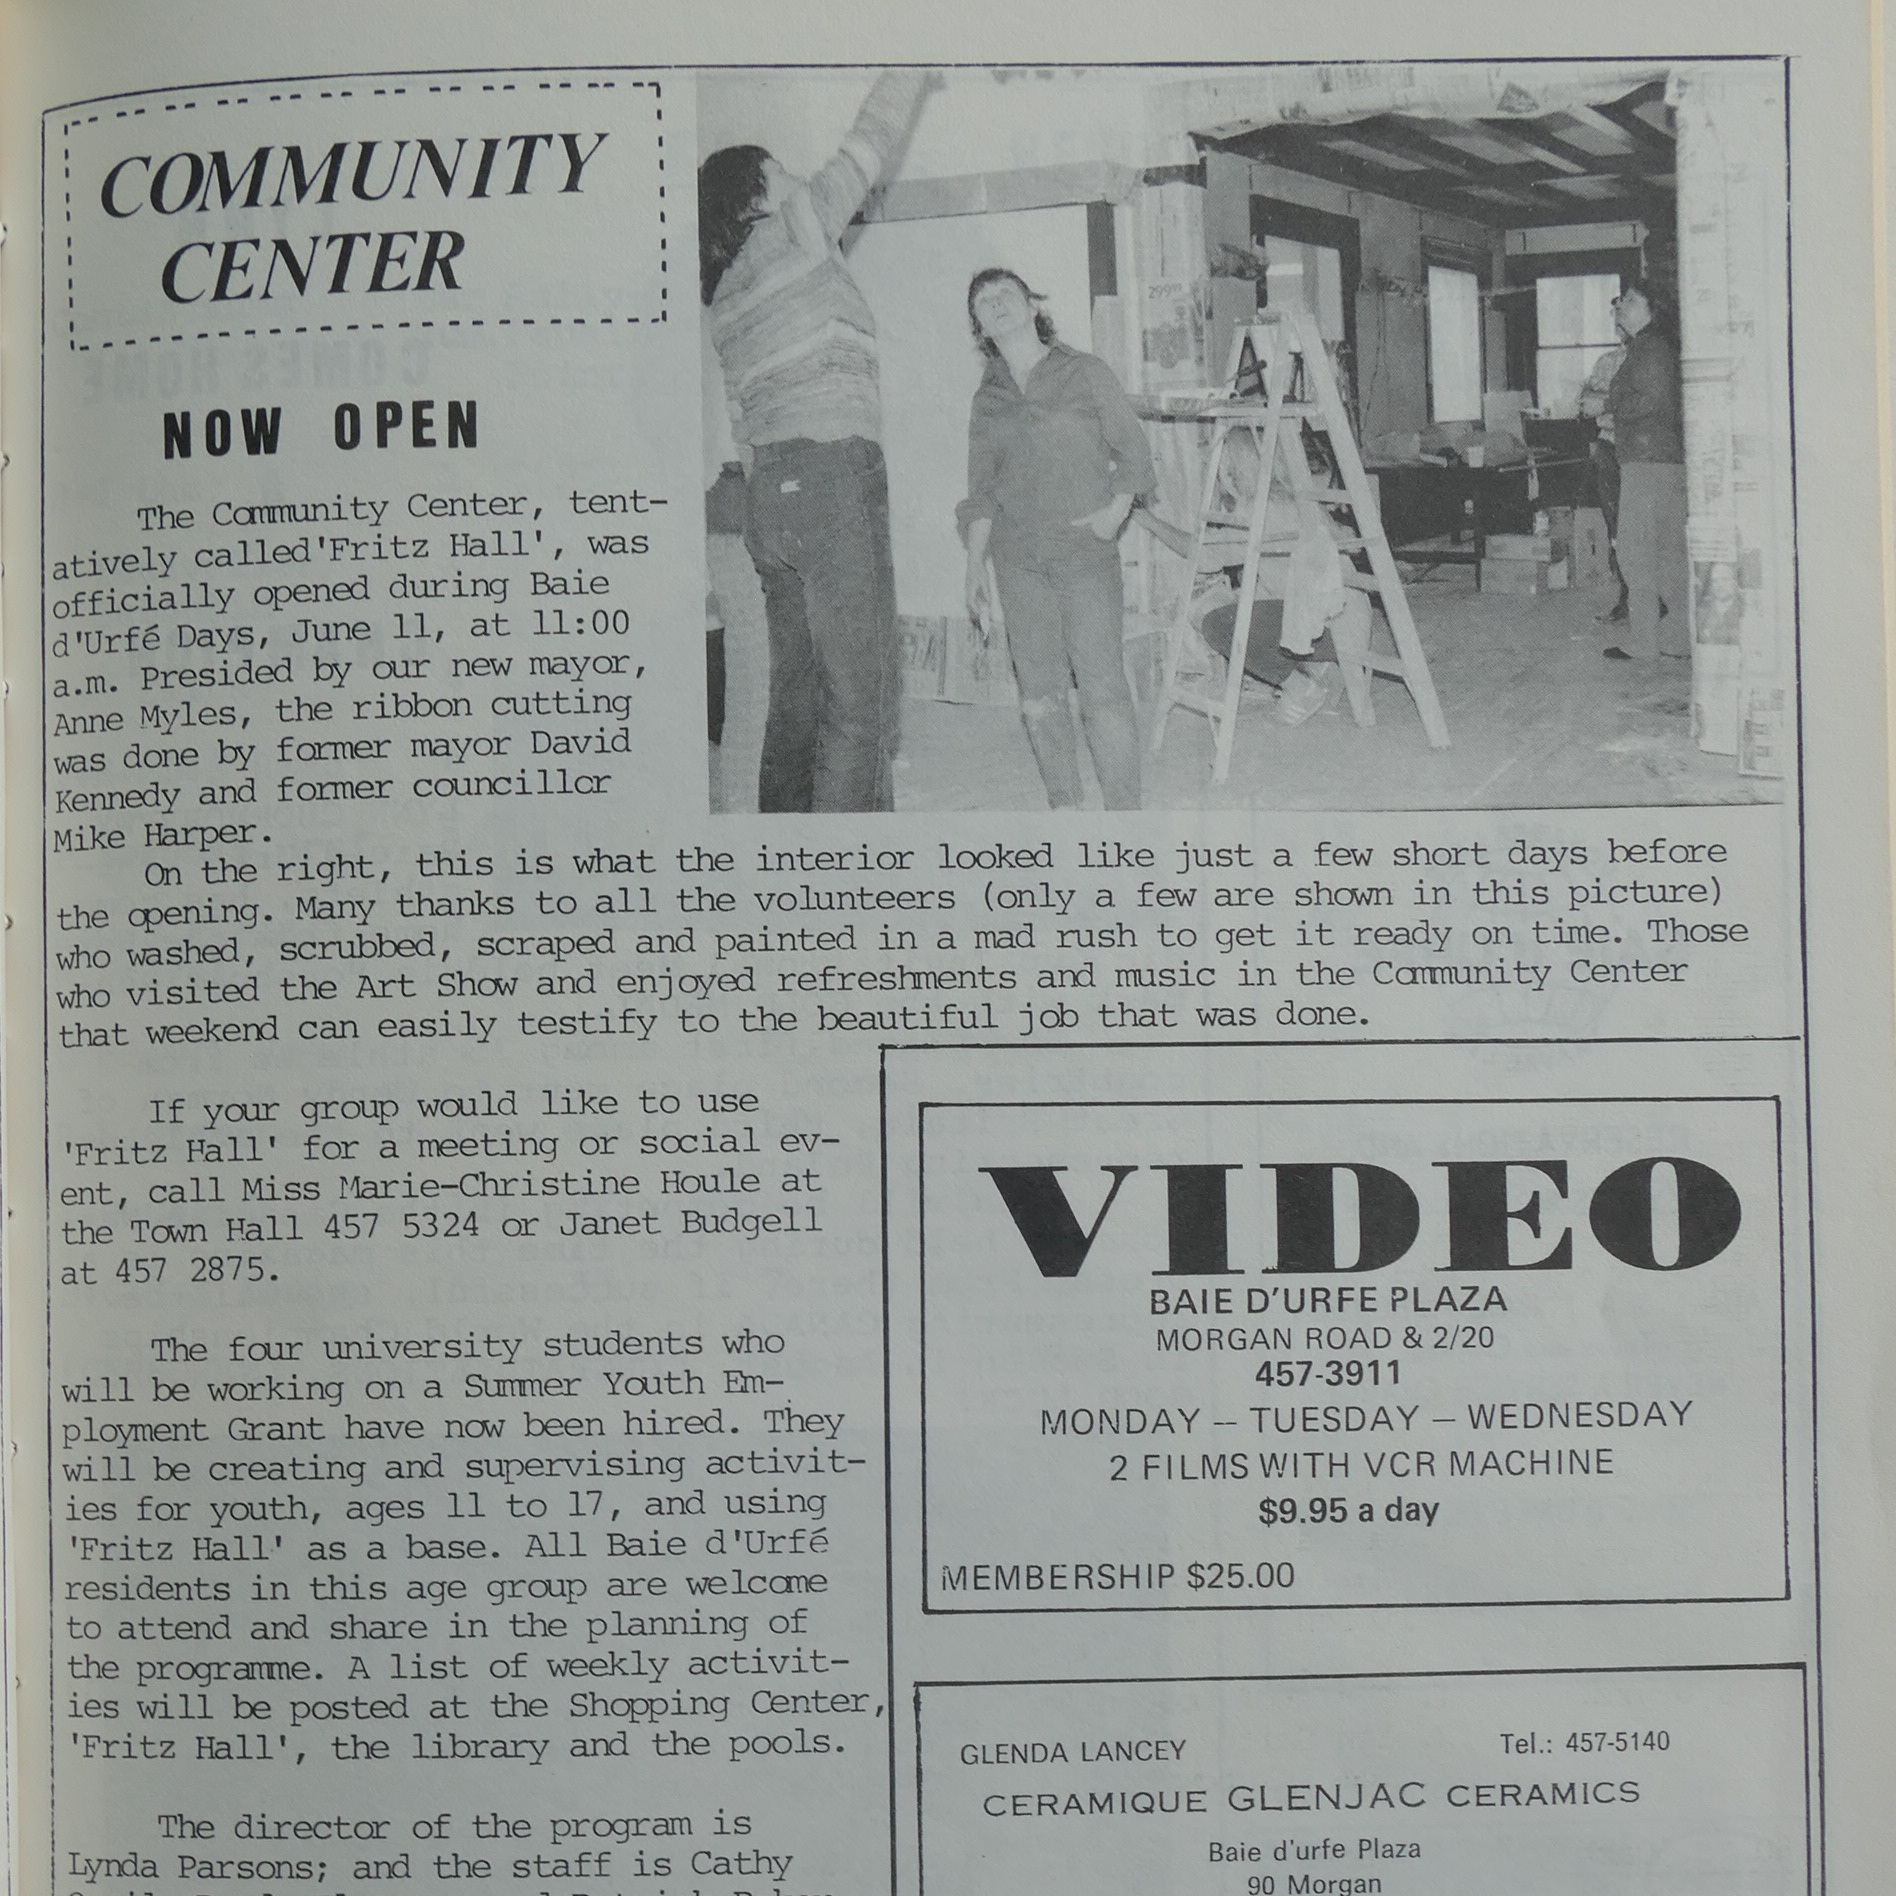 COMMUNITY
CENTER
NOW OPEN
The Community Center, tent-
atively called'Fritz Hall', was
officially opened during Baie
d'Urfé Days, June 11, at 11:00
a.m. Presided by our new mayor,
Anne Myles, the ribbon cutting
was done by former mayor David
Kennedy and former councillor
Mike Harper.
On the right, this is what the interior looked like just a few short days before
the opening. Many thanks to all the volunteers (only a few are shown in this picture)
who washed, scrubbed, scraped and painted in a mad rush to get it ready on time. Those
who visited the Art Show and enjoyed refreshments and music in the Community Center
that weekend can easily testify to the beautiful job that was done.
If your group would like to use
'Fritz Hall' for a meeting or social ev-
ent, call Miss Marie-Christine Houle at
the Town Hall 457 5324 or Janet Budgell
at 457 2875.
The four university students who
will be working on a Summer Youth Em-
ployment Grant have now been hired. They
will be creating and supervising activit-
ies for youth, ages 11 to 17, and using
'Fritz Hall' as a base. All Baie d'Urfé
residents in this age group are welcome
to attend and share in the planning of
the programme. A list of weekly activit-
ies will be posted at the Shopping Center,
'Fritz Hall', the library and the pools.
The director of the program is
Lynda Parsons; and the staff is Cathy
VIDEO
BAIE D'URFE PLAZA
MORGAN ROAD & 2/20
457-3911
MONDAY – TUESDAY – WEDNESDAY
2 FILMS WITH VCR MACHINE
$9.95 a day
MEMBERSHIP $25.00
GLENDA LANCEY
Tel.: 457-5140
CERAMIQUE GLENJAC CERAMICS
Baie d'urfe Plaza
90 Morgan